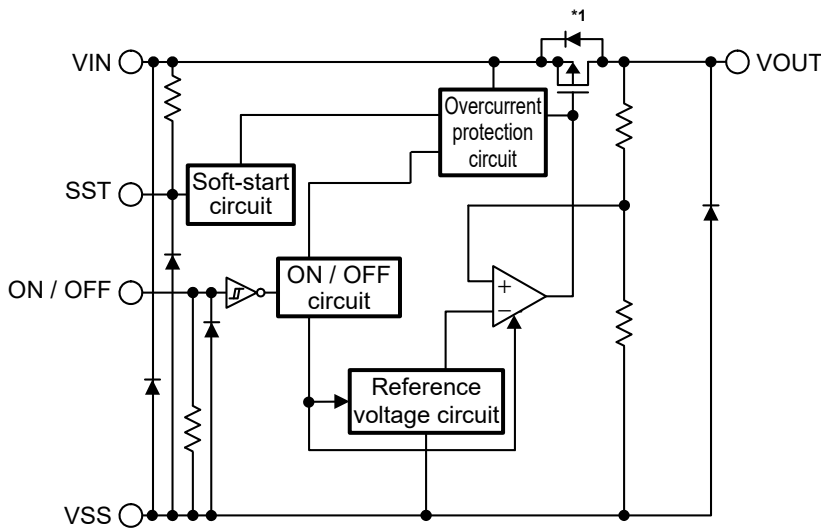 *1
VIN
VOUT
Overcurrent
protection
circuit
SST
Soft-start
circuit
ON / OFF
ON / OFF
circuit
+
−
Reference
voltage circuit
VSS